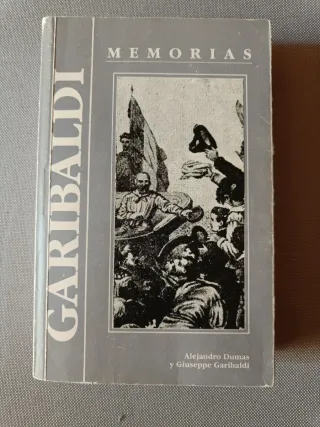 MEMORIAS
GARIBALDI
Alejandro Dumas
y Giuseppe Garibaldi